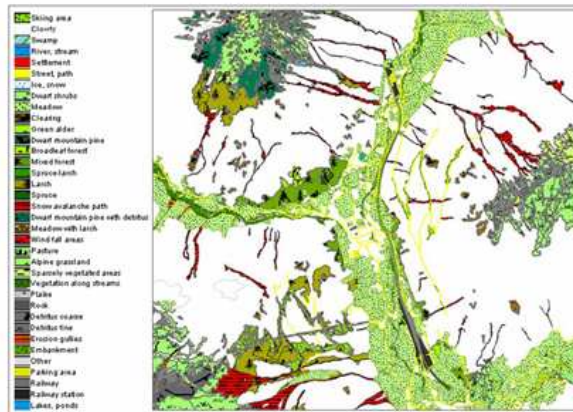 Skiing area
Clowfy
Swamp
River, stream
Settlement
Street, path
Ice, snow
Dwarf shrubs
Meadow
Clearing
Green alder
Dwarf mountain pine
Broadleaf forest
Mixed forest
Spruce-larch
Larch
Spruce
Snow avalanche path
Dwarf mountain pine with debritus
Meadow with larch
Wind fall areas
Pasture
Alpine grassland
Sparsely vegetated areas
Vegetation along streams
Plaike
Rock
Detritus coarse
Detritus fine
Erosion gullies
Embankment
Other
Parking area
Railway
Railway station
Lakes, ponds